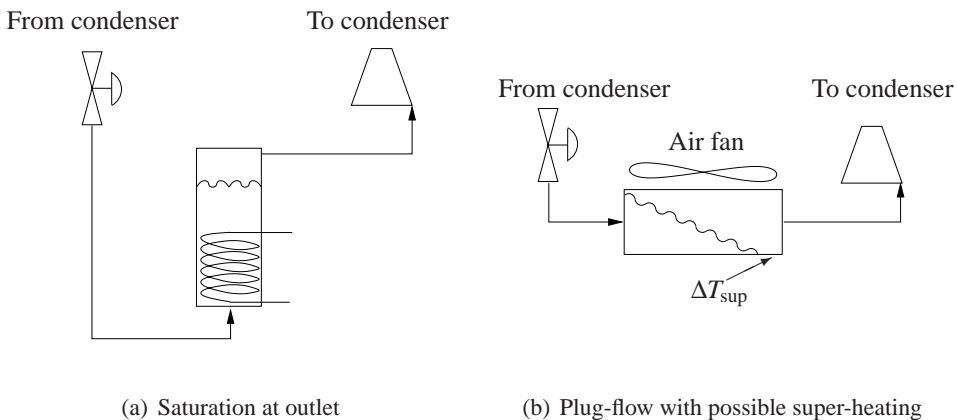 From condenser
To condenser
(a) Saturation at outlet
From condenser
To condenser
Air fan
ΔTsup
(b) Plug-flow with possible super-heating